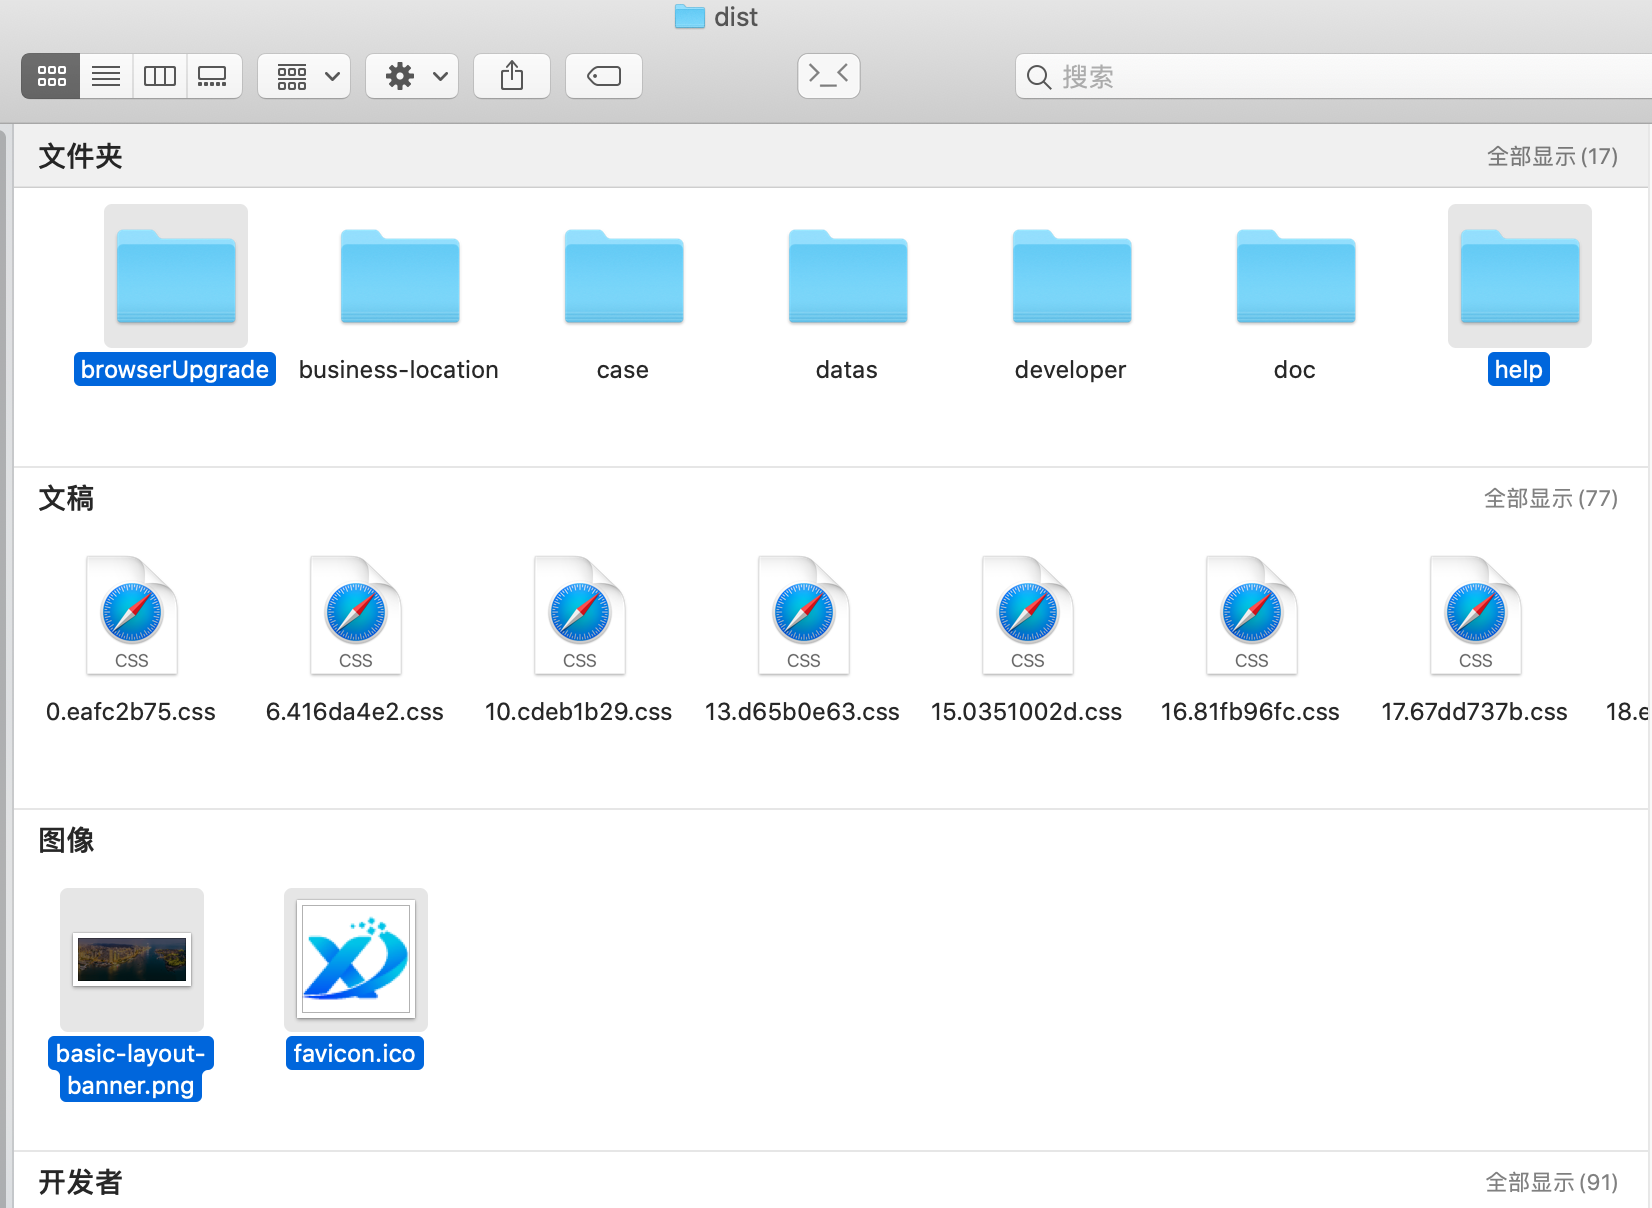 dist
搜索
文件夹
全部显示 (17)
browserUpgrade
business-location
case
datas
developer
doc
help
文稿
全部显示 (77)
CSS
CSS
CSS
CSS
CSS
CSS
CSS
0.eafc2b75.css
6.416da4e2.css
10.cdeb1b29.css
13.d65b0e63.css
15.0351002d.css
16.81fb96fc.css
17.67dd737b.css
18.e
图像
basic-layout-
banner.png
favicon.ico
开发者
全部显示 (91)